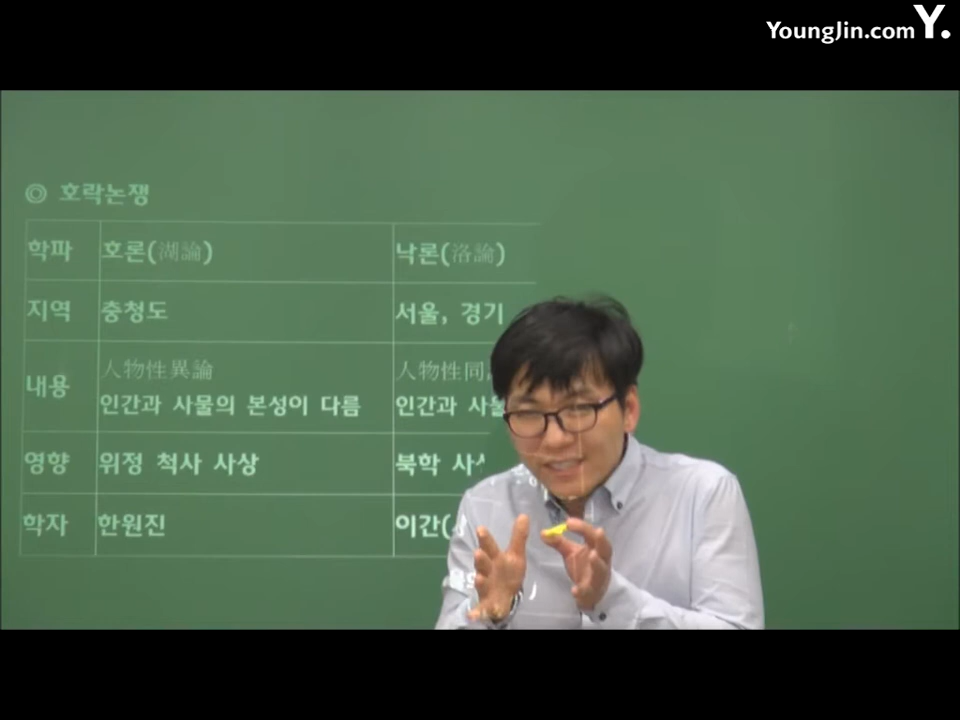 YoungJin.com Y.
◎ 호락논쟁
학파 호론(湖論) 낙론(洛論)
지역 충청도 서울, 경기
내용 人物性異論 人物性同
인간과 사물의 본성이 다름 인간과
영향 위정 척사 사상 북학
학자 한원진 이간(